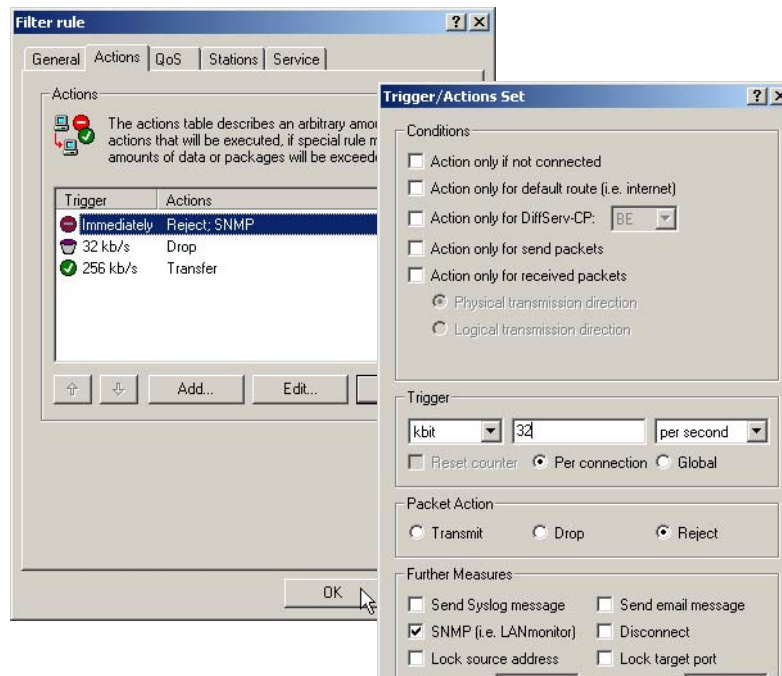 Filter rule
General Actions QoS Stations Service
Actions
The actions table describes an arbitrary
actions that will be executed, if special rule
amounts of data or packages will be
Trigger Actions
Immediately Reject; SNMP
32 kb/s Drop
256 kb/s Transfer
Add... Edit...
OK
Trigger/Actions Set
Conditions
Action only if not connected
Action only for default route (i.e. internet)
Action only for DiffServ-CP: BE
Action only for send packets
Action only for received packets
Physical transmission direction
Logical transmission direction
Trigger
kbit 32 per second
Reset counter Per connection Global
Packet Action
Transmit Drop Reject
Further Measures
Send Syslog message Send email message
SNMP (i.e. LANmonitor) Disconnect
Lock source address Lock target port